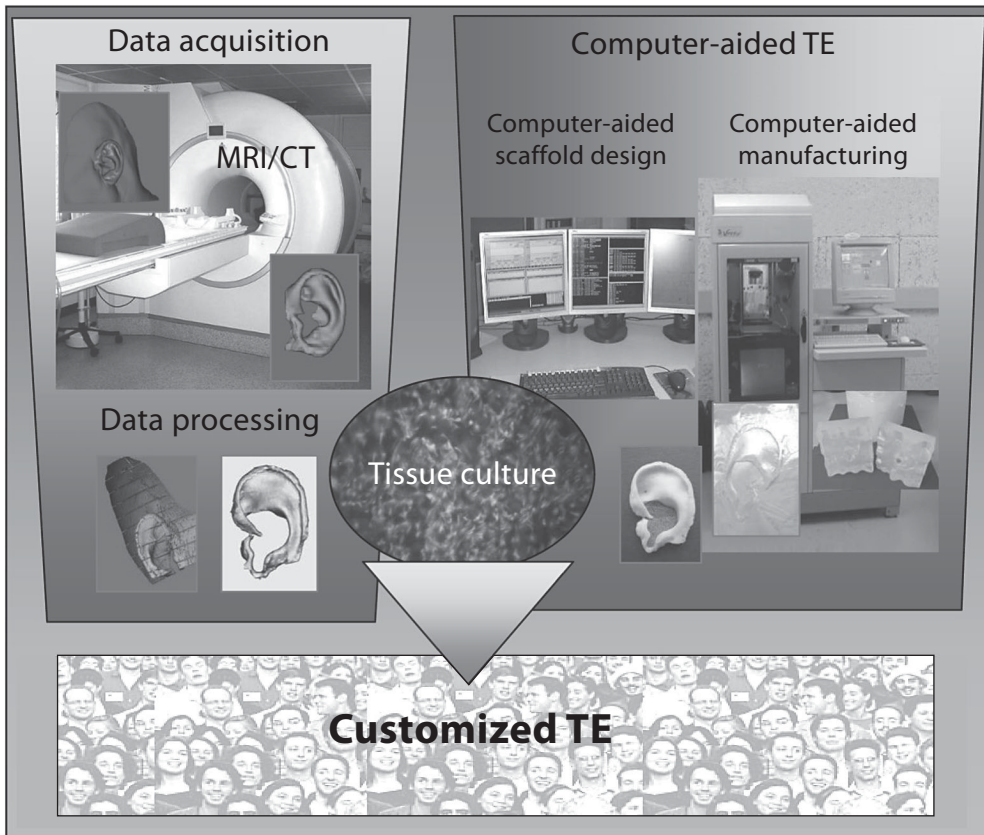 Data acquisition
MRI/CT
Data processing
Computer-aided TE
Computer-aided
scaffold design
Computer-aided
manufacturing
Tissue culture
Customized TE